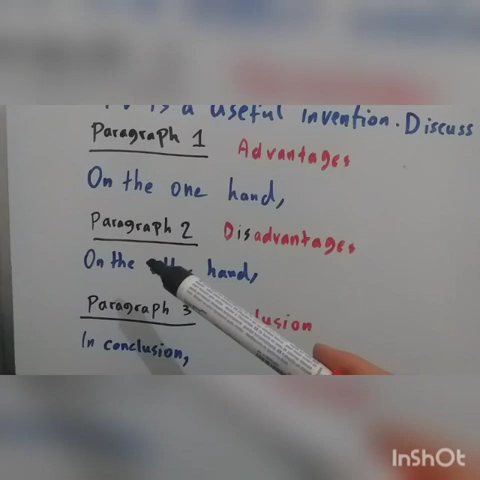 is a useful invention. Discuss
Paragraph 1 Advantages
On the one hand,
Paragraph 2 Disadvantages
On the hand,
Paragraph 3
In conclusion,
InShOt